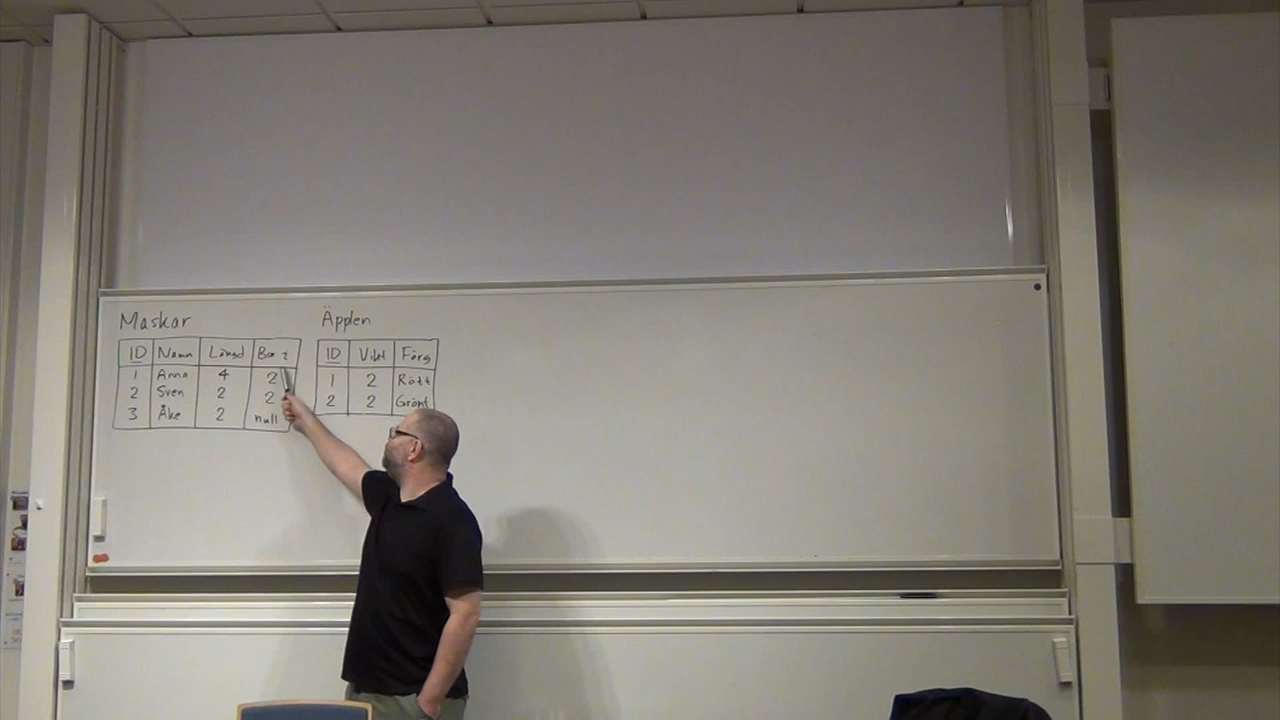 Maskar
ID Namn Längd Bor i
1 Anna 4 2
2 Sven 2 2
3 Åke 2 null
Äpplen
ID Vikt Färg
1 2 Rött
2 2 Grönt